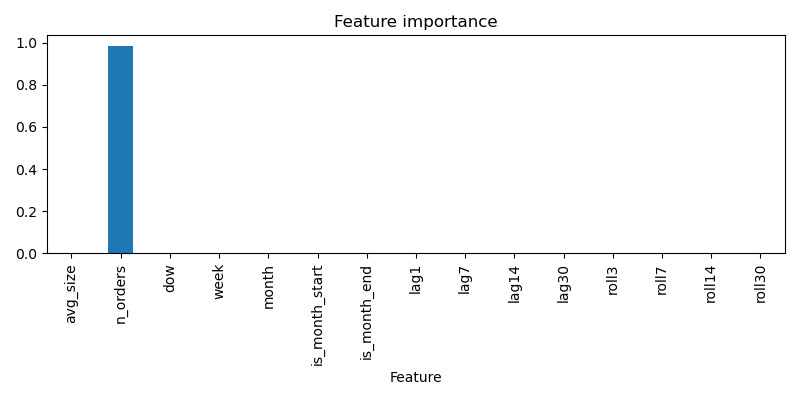 Feature importance
1.0
0.8
0.6
0.4
0.2
0.0
avg_size
n_orders
dow
week
month
is_month_start
is_month_end
lag1
lag7
lag14
lag30
roll3
roll7
roll14
roll30
Feature